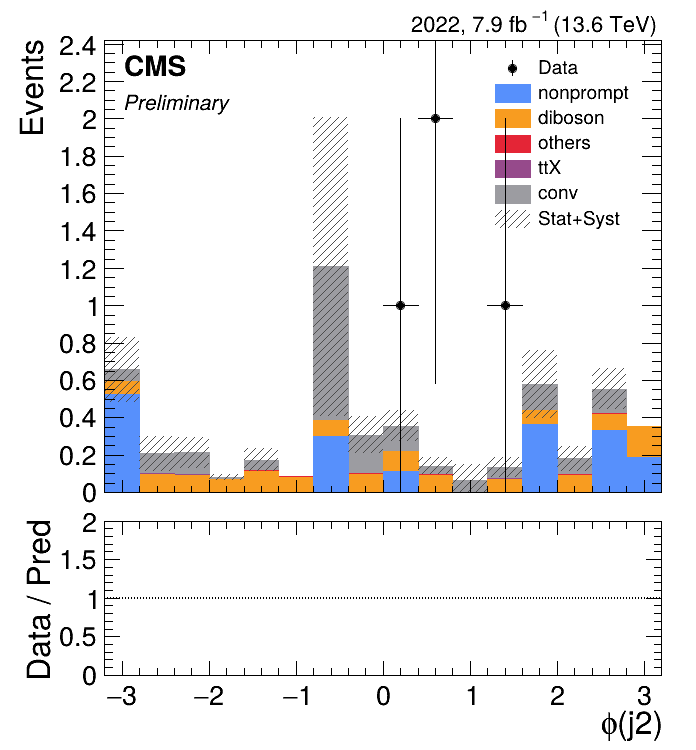 2022, 7.9 fb⁻¹ (13.6 TeV)
CMS
Preliminary
Events
Data
nonprompt
diboson
others
ttX
conv
Stat+Syst
2.4
2.2
2
1.8
1.6
1.4
1.2
1
0.8
0.6
0.4
0.2
0
Data / Pred
2
1.5
1
0.5
0
−3 −2 −1 0 1 2 3
ϕ(j2)